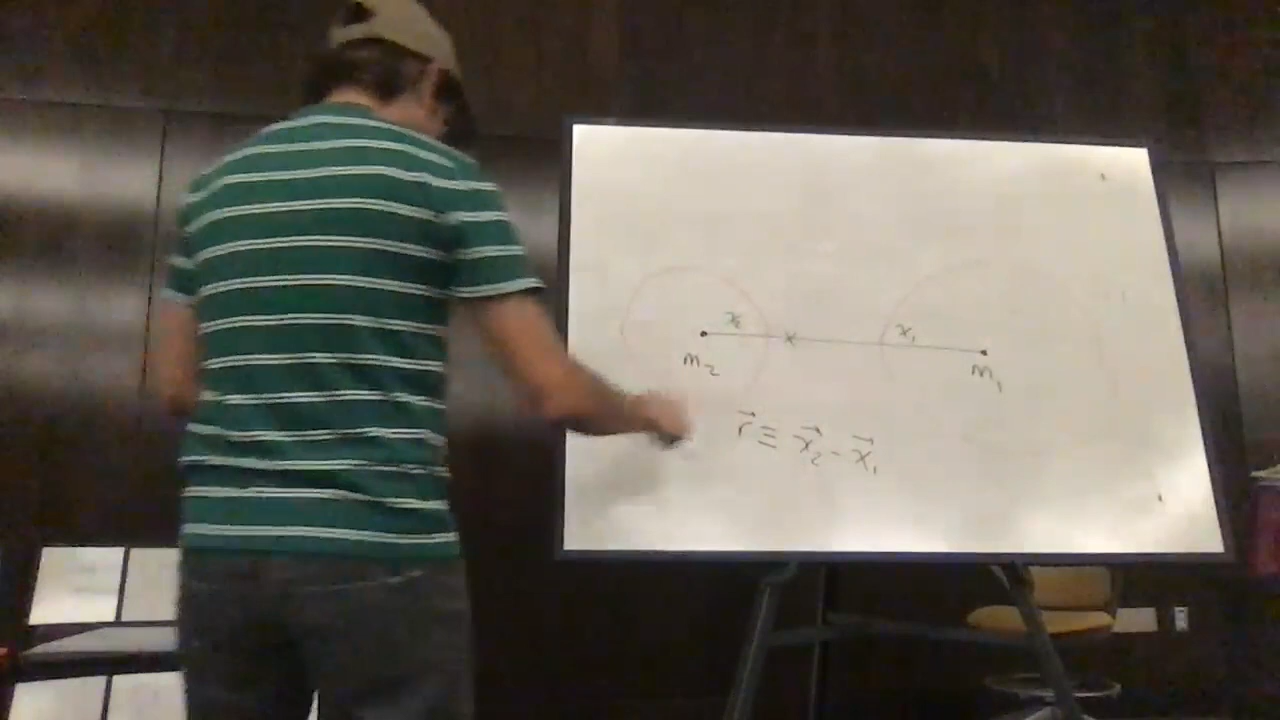 x₂ x x₁
m₂ m₁
r⃗ ≡ x⃗₂ - x⃗₁